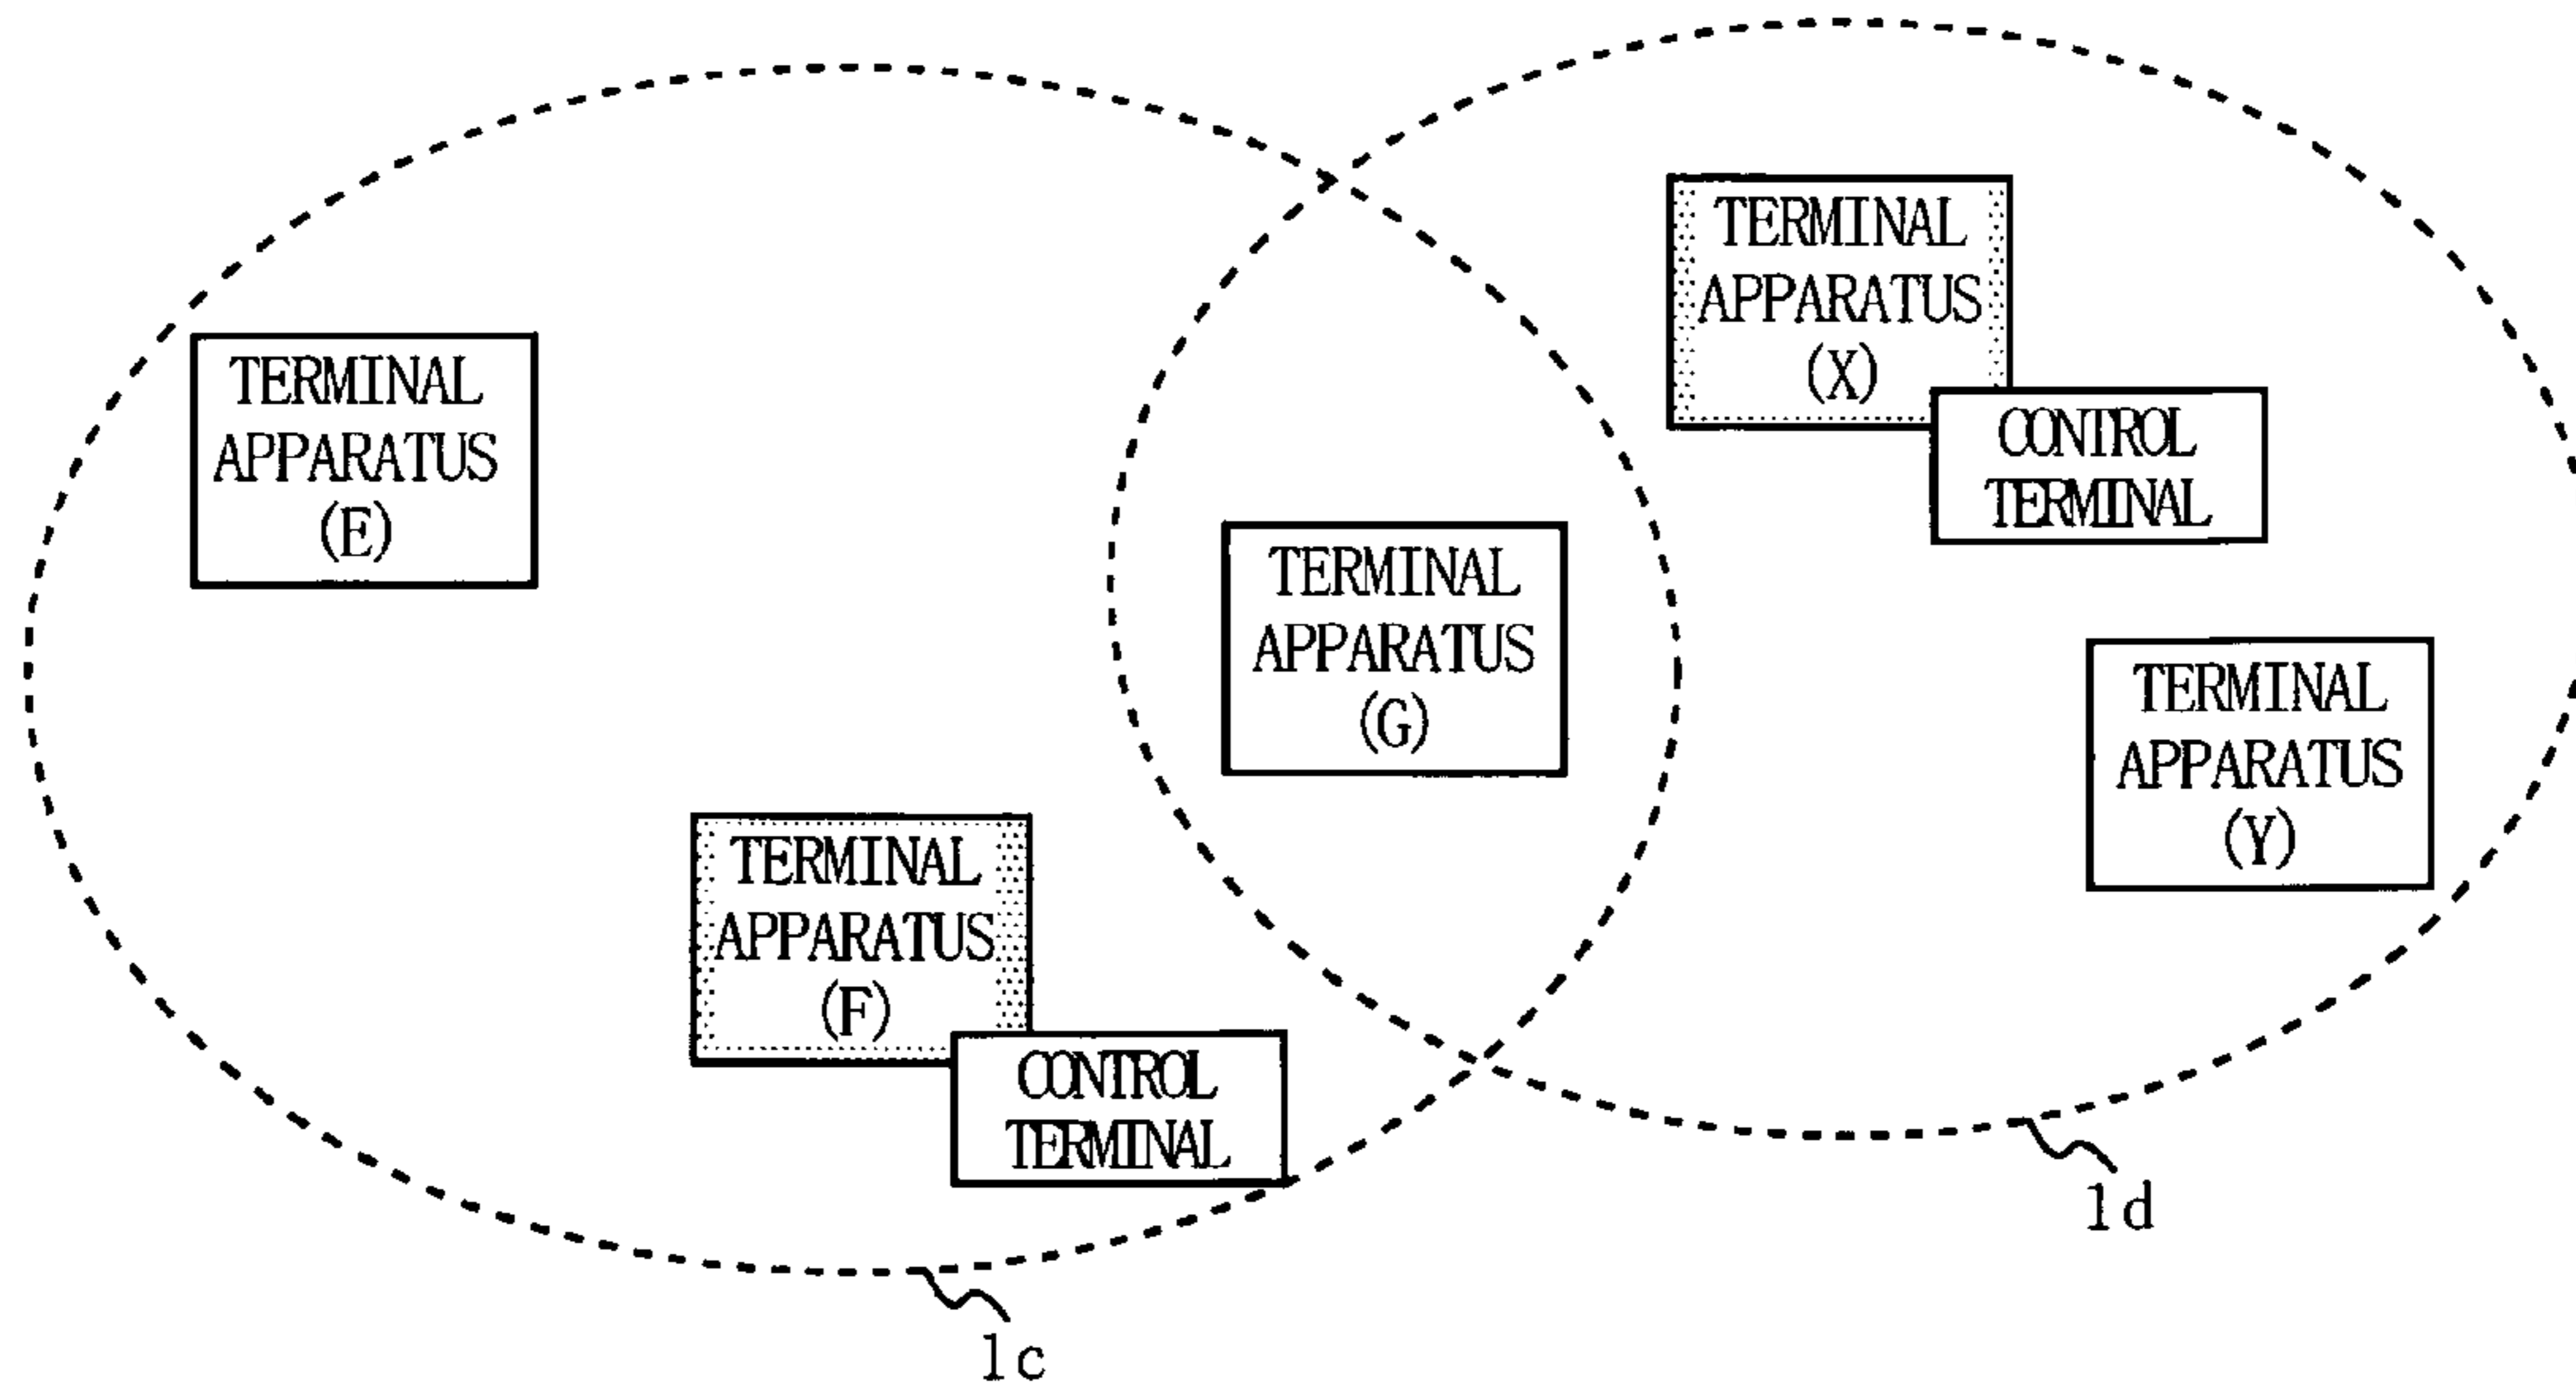 TERMINAL
APPARATUS
(E)
TERMINAL
APPARATUS
(F)
CONTROL
TERMINAL
TERMINAL
APPARATUS
(G)
TERMINAL
APPARATUS
(X)
CONTROL
TERMINAL
TERMINAL
APPARATUS
(Y)
1c
1d